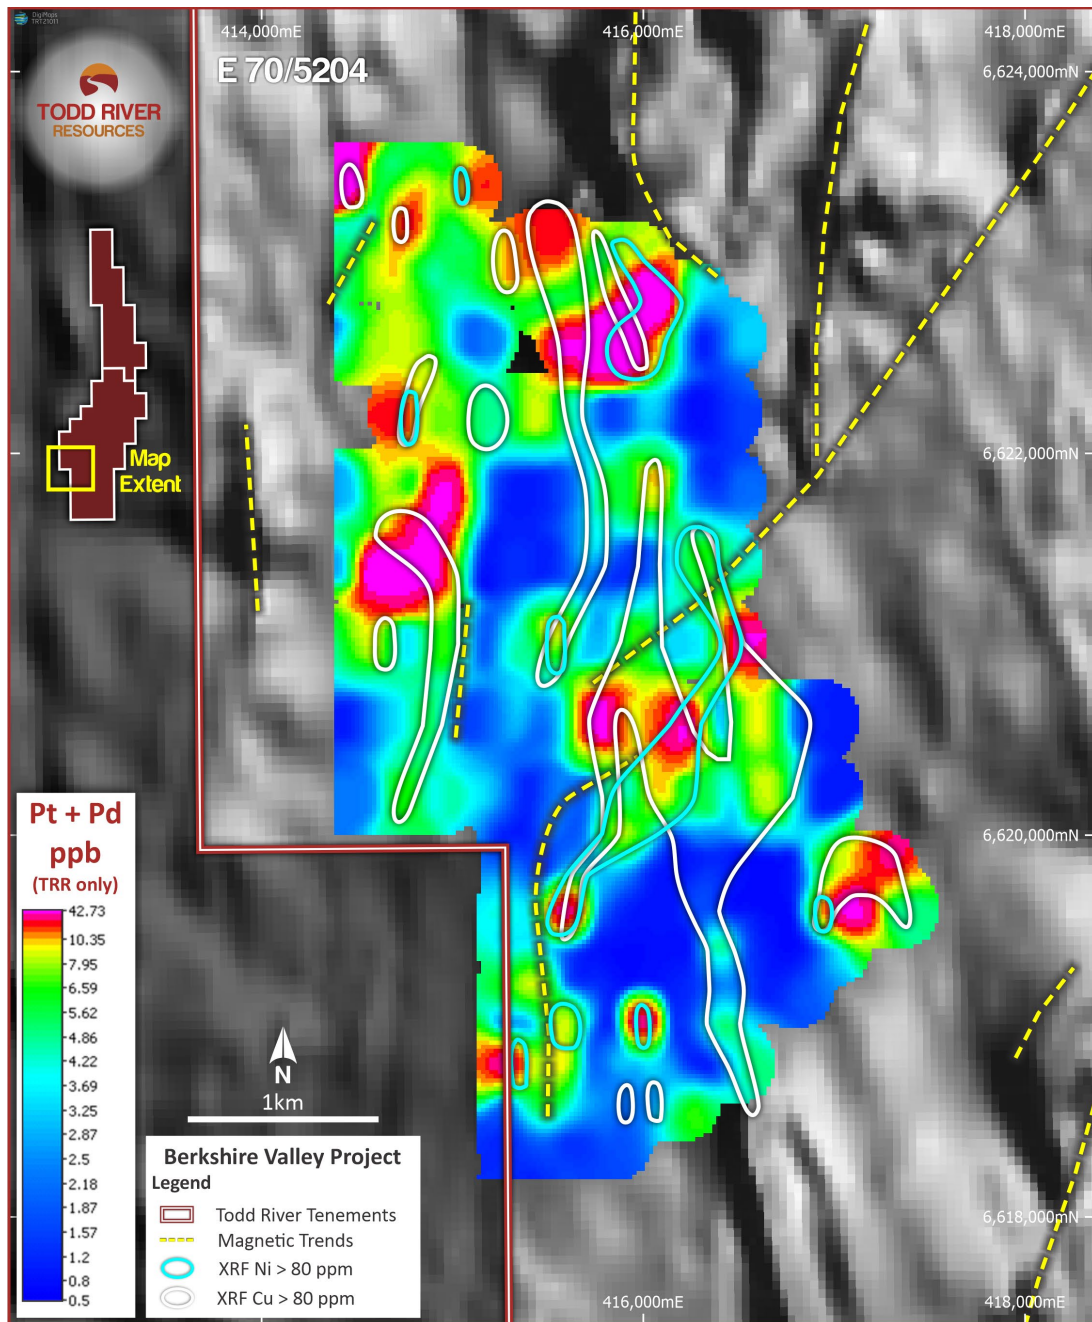 DigiMaps
TRT21011
414,000mE
416,000mE
418,000mE
E 70/5204
6,624,000mN
TODD RIVER
RESOURCES
Map
Extent
6,622,000mN
Pt + Pd
ppb
(TRR only)
42.73
10.35
7.95
6.59
5.62
4.86
4.22
3.69
3.25
2.87
2.5
2.18
1.87
1.57
1.2
0.8
0.5
6,620,000mN
N
1km
Berkshire Valley Project
Legend
Todd River Tenements
Magnetic Trends
XRF Ni > 80 ppm
XRF Cu > 80 ppm
6,618,000mN
416,000mE
418,000mE